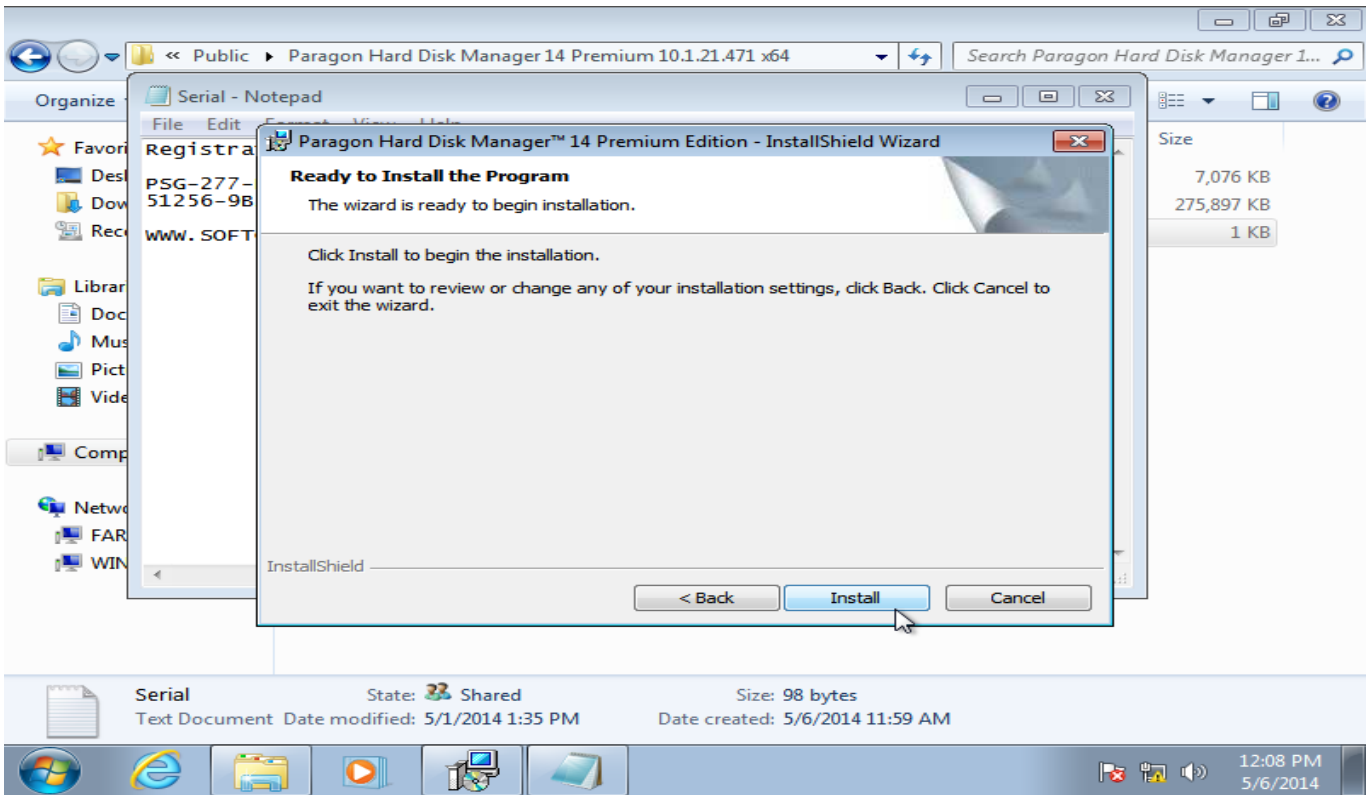 « Public ▸ Paragon Hard Disk Manager 14 Premium 10.1.21.471 x64
Search Paragon Hard Disk Manager 1...
Organize
Serial - Notepad
File Edit Format View Help
Size
7,076 KB
275,897 KB
1 KB
Favori
Desk
Dow
Rece
Librar
Doc
Mus
Pict
Vide
Comp
Netwo
FAR
WIN
Registra
PSG-277-
51256-9B
WWW.SOFT
Paragon Hard Disk Manager™ 14 Premium Edition - InstallShield Wizard
Ready to Install the Program
The wizard is ready to begin installation.
Click Install to begin the installation.
If you want to review or change any of your installation settings, click Back. Click Cancel to
exit the wizard.
InstallShield
< Back Install Cancel
Serial State: Shared Size: 98 bytes
Text Document Date modified: 5/1/2014 1:35 PM Date created: 5/6/2014 11:59 AM
12:08 PM
5/6/2014